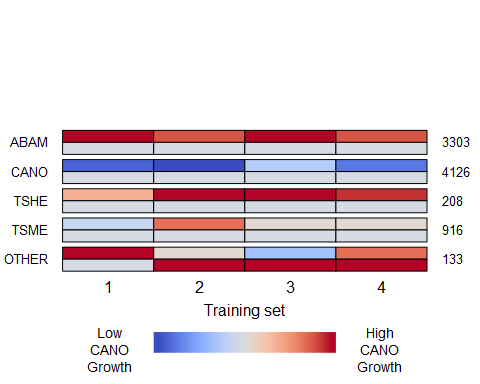 ABAM 3303
CANO 4126
TSHE 208
TSME 916
OTHER 133
1 2 3 4
Training set
Low CANO Growth
High CANO Growth